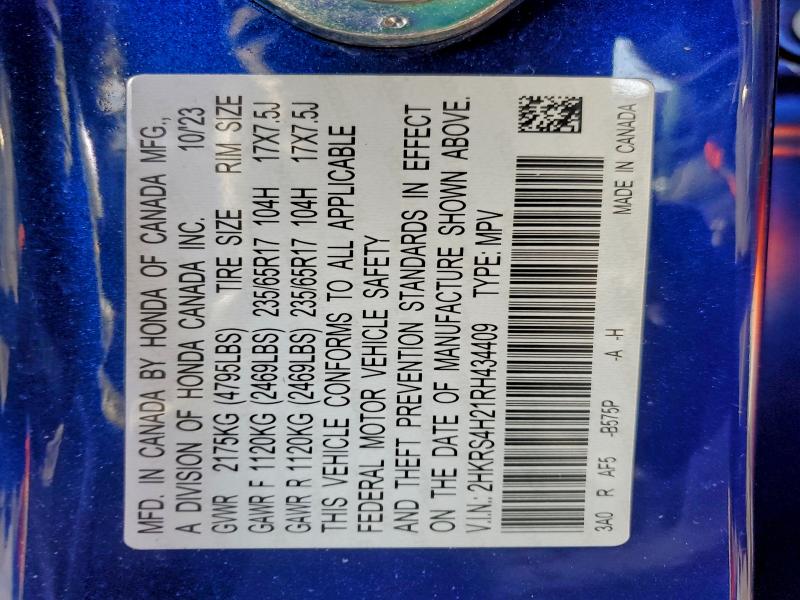 MFD. IN CANADA BY HONDA OF CANADA MFG.,
A DIVISION OF HONDA CANADA INC. 10/'23
GVWR 2175KG (4795LBS) TIRE SIZE RIM SIZE
GAWR F 1120KG (2469LBS) 235/65R17 104H 17X7.5J
GAWR R 1120KG (2469LBS) 235/65R17 104H 17X7.5J
THIS VEHICLE CONFORMS TO ALL APPLICABLE
FEDERAL MOTOR VEHICLE SAFETY
AND THEFT PREVENTION STANDARDS IN EFFECT
ON THE DATE OF MANUFACTURE SHOWN ABOVE.
V.I.N.: 2HKRS4H21RH434409 TYPE: MPV
3A0 R AF5 -B575P -A -H MADE IN CANADA